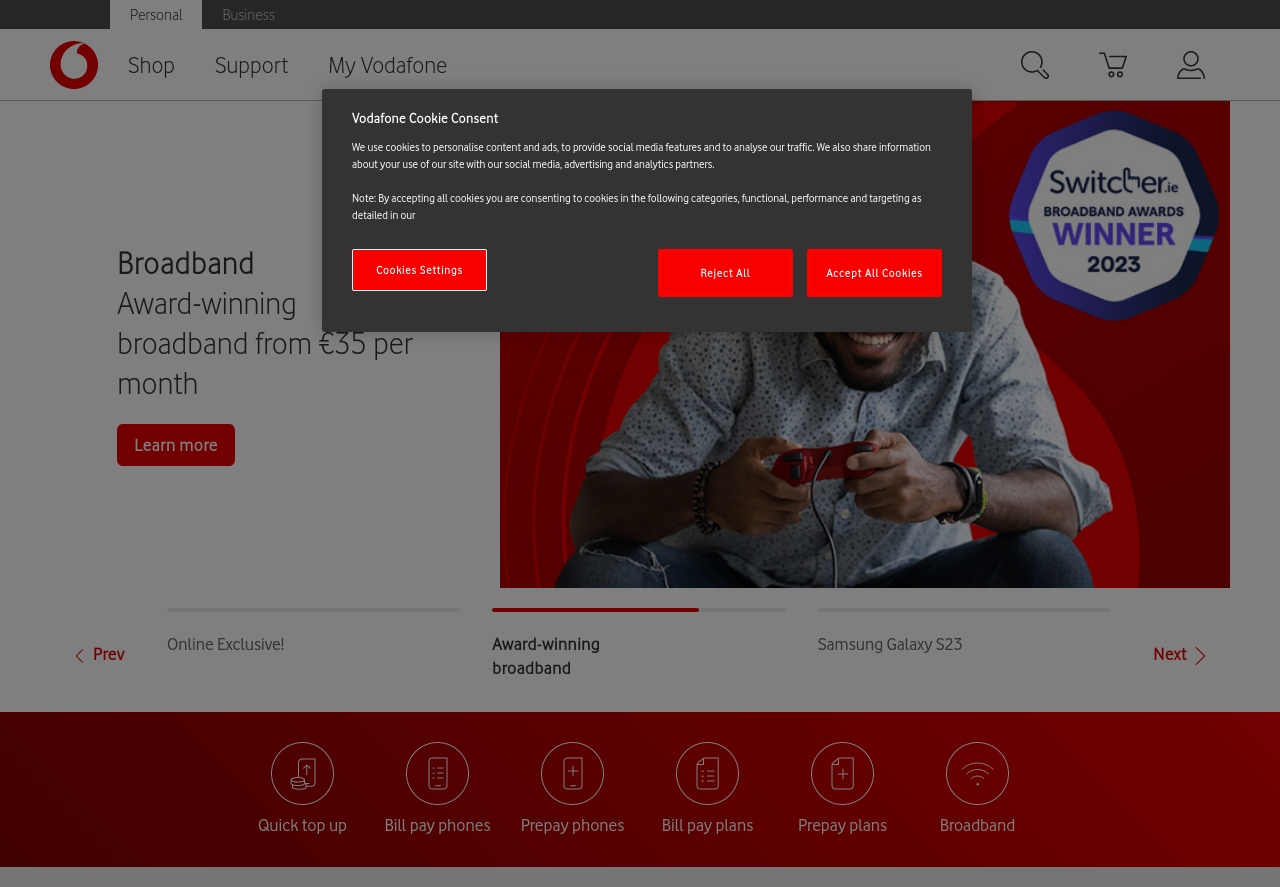 Personal
Business
Shop
Support
My Vodafone
Vodafone Cookie Consent
We use cookies to personalise content and ads, to provide social media features and to analyse our traffic. We also share information
about your use of our site with our social media, advertising and analytics partners.
Note: By accepting all cookies you are consenting to cookies in the following categories, functional, performance and targeting as
detailed in our
Cookies Settings
Reject All
Accept All Cookies
Switcher.ie
BROADBAND AWARDS
WINNER
2023
Broadband
Award-winning
broadband from €35 per
month
Learn more
Prev
Online Exclusive!
Award-winning
broadband
Samsung Galaxy S23
Next
Quick top up
Bill pay phones
Prepay phones
Bill pay plans
Prepay plans
Broadband